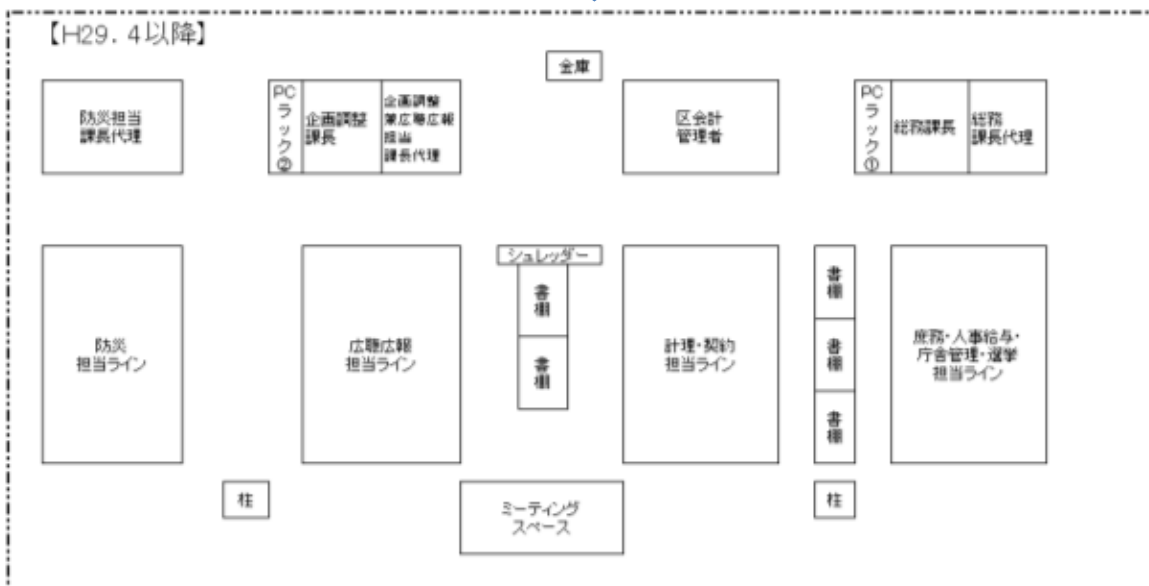 【H29.4以降】
金庫
防災担当
課長代理
PCラック②
企画調整
課長
企画調整
兼広聴広報
担当
課長代理
区会計
管理者
PCラック①
総務課長
総務
課長代理
防災
担当ライン
広聴広報
担当ライン
シュレッダー
書棚
書棚
計理・契約
担当ライン
書棚
書棚
書棚
庶務・人事給与・
庁舎管理・選挙
担当ライン
柱
ミーティング
スペース
柱